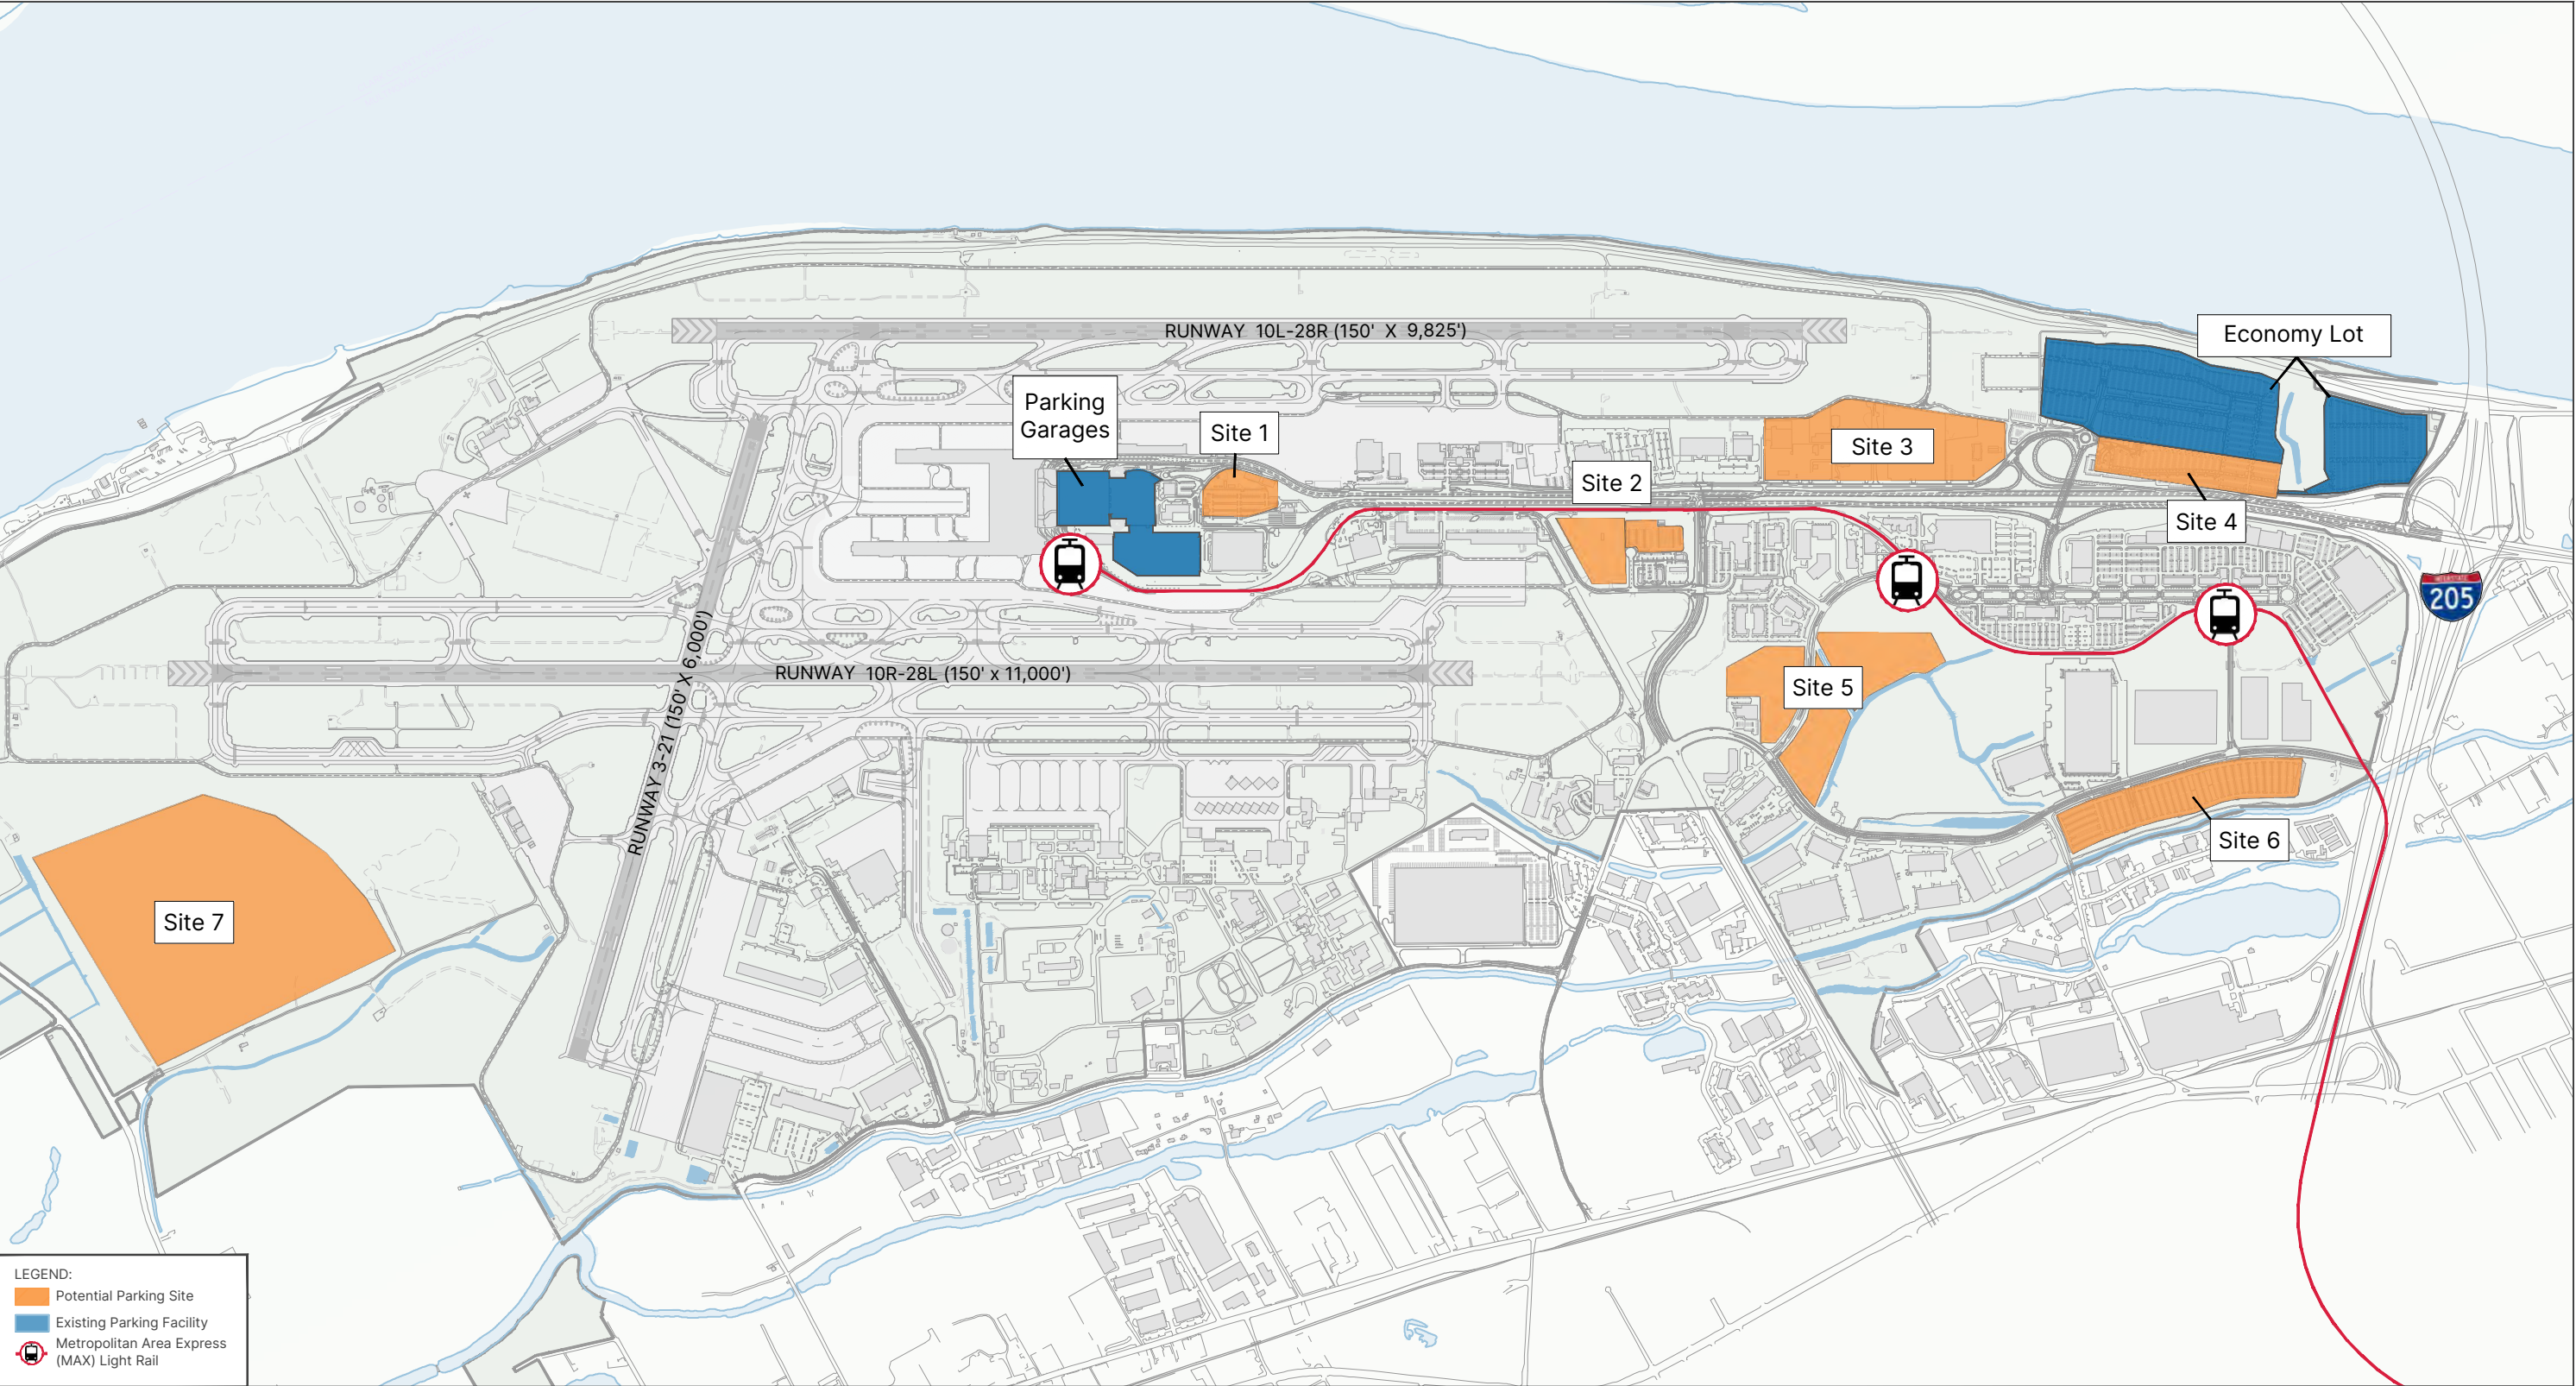 RUNWAY 10L-28R (150' X 9,825')
Economy Lot
Parking
Garages
Site 1
Site 3
Site 2
Site 4
205
RUNWAY 10R-28L (150' x 11,000')
RUNWAY 3-21 (150' X 6,000')
Site 5
Site 6
Site 7
LEGEND:
Potential Parking Site
Existing Parking Facility
Metropolitan Area Express
(MAX) Light Rail